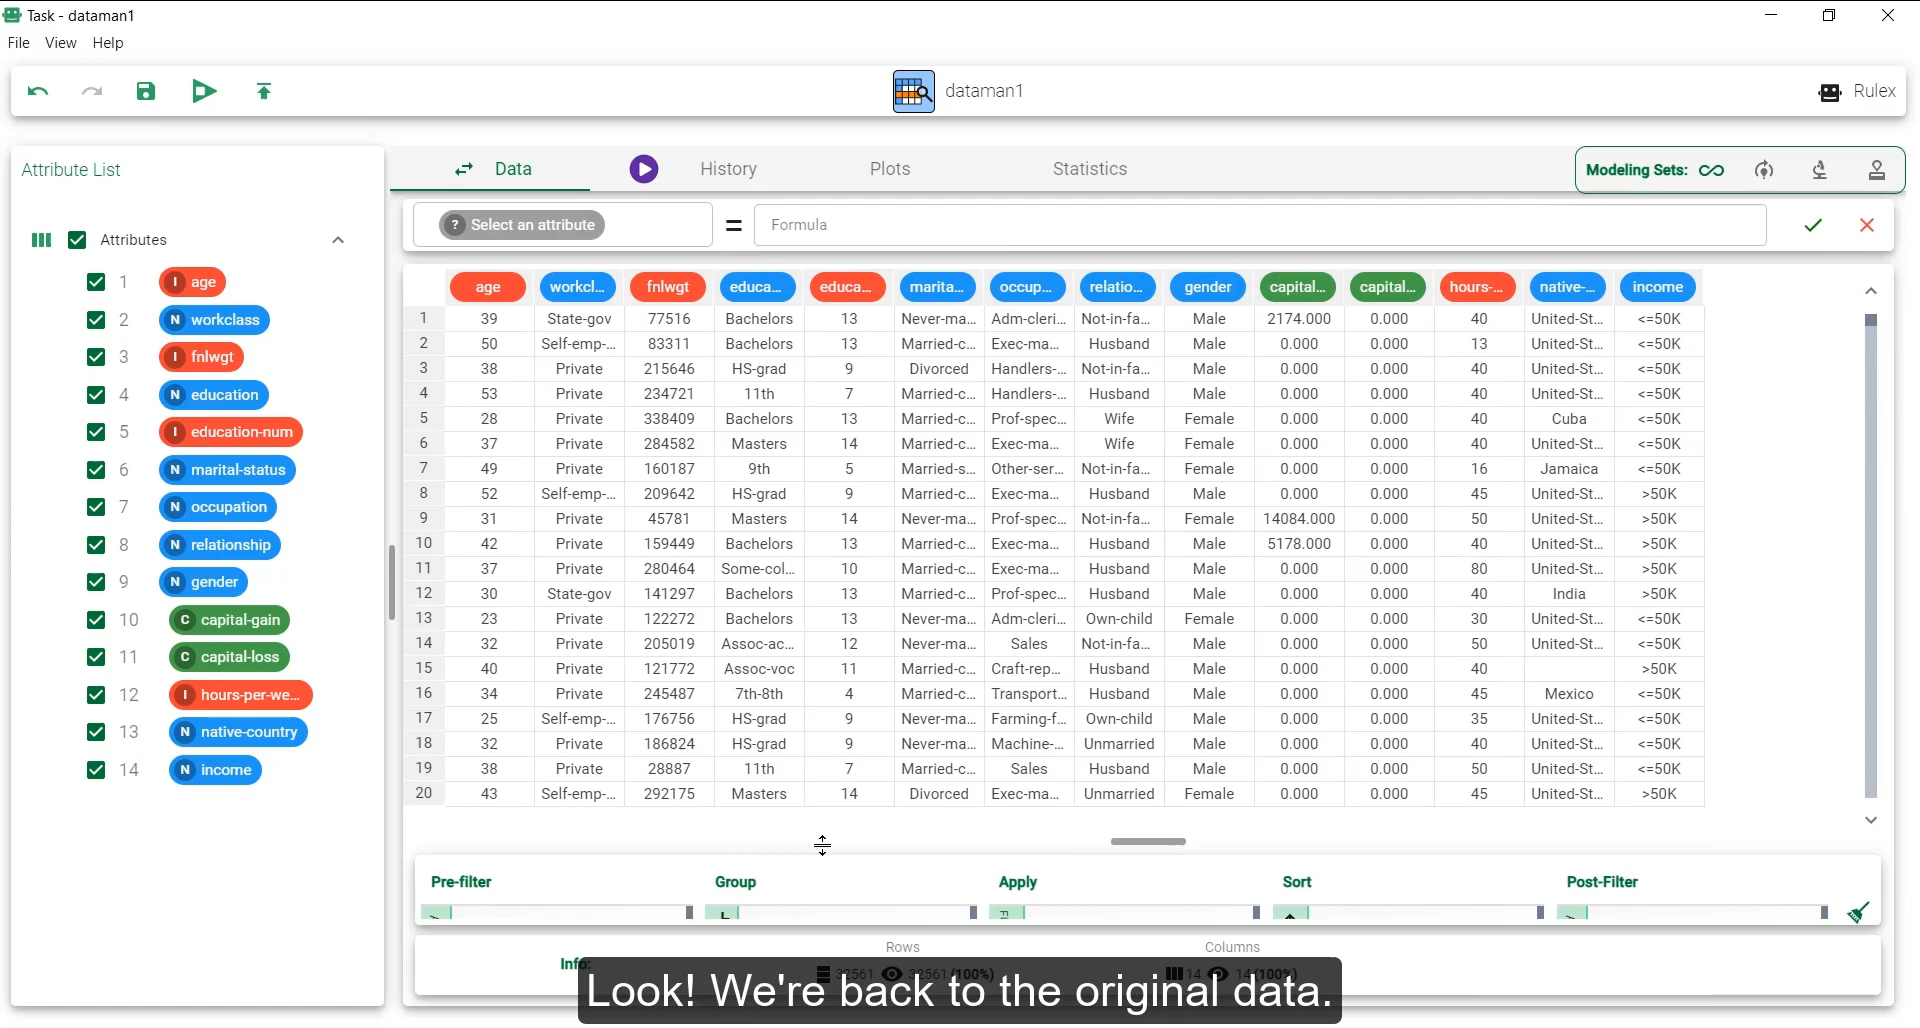 Task - dataman1
File View Help
dataman1
Rulex
Attribute List
Data History Plots Statistics
Modeling Sets:
? Select an attribute = Formula
Attributes
1 I age
2 N workclass
3 I fnlwgt
4 N education
5 I education-num
6 N marital-status
7 N occupation
8 N relationship
9 N gender
10 C capital-gain
11 C capital-loss
12 I hours-per-we...
13 N native-country
14 N income
age workcl... fnlwgt educa... educa... marita... occup... relatio... gender capital... capital... hours-... native-... income
1 39 State-gov 77516 Bachelors 13 Never-ma... Adm-cleri... Not-in-fa... Male 2174.000 0.000 40 United-St... <=50K
2 50 Self-emp-... 83311 Bachelors 13 Married-c... Exec-ma... Husband Male 0.000 0.000 13 United-St... <=50K
3 38 Private 215646 HS-grad 9 Divorced Handlers-... Not-in-fa... Male 0.000 0.000 40 United-St... <=50K
4 53 Private 234721 11th 7 Married-c... Handlers-... Husband Male 0.000 0.000 40 United-St... <=50K
5 28 Private 338409 Bachelors 13 Married-c... Prof-spec... Wife Female 0.000 0.000 40 Cuba <=50K
6 37 Private 284582 Masters 14 Married-c... Exec-ma... Wife Female 0.000 0.000 40 United-St... <=50K
7 49 Private 160187 9th 5 Married-s... Other-ser... Not-in-fa... Female 0.000 0.000 16 Jamaica <=50K
8 52 Self-emp-... 209642 HS-grad 9 Married-c... Exec-ma... Husband Male 0.000 0.000 45 United-St... >50K
9 31 Private 45781 Masters 14 Never-ma... Prof-spec... Not-in-fa... Female 14084.000 0.000 50 United-St... >50K
10 42 Private 159449 Bachelors 13 Married-c... Exec-ma... Husband Male 5178.000 0.000 40 United-St... >50K
11 37 Private 280464 Some-col... 10 Married-c... Exec-ma... Husband Male 0.000 0.000 80 United-St... >50K
12 30 State-gov 141297 Bachelors 13 Married-c... Prof-spec... Husband Male 0.000 0.000 40 India >50K
13 23 Private 122272 Bachelors 13 Never-ma... Adm-cleri... Own-child Female 0.000 0.000 30 United-St... <=50K
14 32 Private 205019 Assoc-ac... 12 Never-ma... Sales Not-in-fa... Male 0.000 0.000 50 United-St... <=50K
15 40 Private 121772 Assoc-voc 11 Married-c... Craft-rep... Husband Male 0.000 0.000 40 >50K
16 34 Private 245487 7th-8th 4 Married-c... Transport... Husband Male 0.000 0.000 45 Mexico <=50K
17 25 Self-emp-... 176756 HS-grad 9 Never-ma... Farming-f... Own-child Male 0.000 0.000 35 United-St... <=50K
18 32 Private 186824 HS-grad 9 Never-ma... Machine-... Unmarried Male 0.000 0.000 40 United-St... <=50K
19 38 Private 28887 11th 7 Married-c... Sales Husband Male 0.000 0.000 50 United-St... <=50K
20 43 Self-emp-... 292175 Masters 14 Divorced Exec-ma... Unmarried Female 0.000 0.000 45 United-St... >50K
Pre-filter Group Apply Sort Post-Filter
Rows Columns
Info: 32561 32561 (100%) 14 14 (100%)
Look! We're back to the original data.